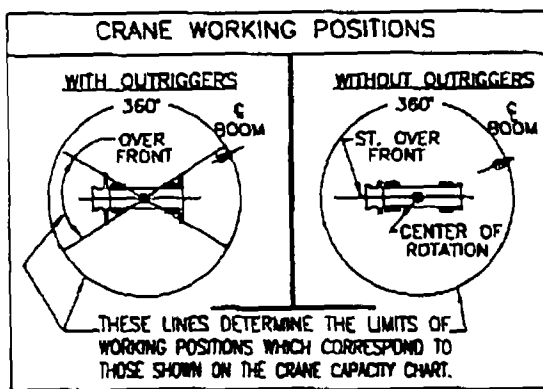 CRANE WORKING POSITIONS
WITH OUTRIGGERS
360°
℄
BOOM
OVER
FRONT
WITHOUT OUTRIGGERS
360°
℄
BOOM
ST. OVER
FRONT
CENTER OF
ROTATION
THESE LINES DETERMINE THE LIMITS OF
WORKING POSITIONS WHICH CORRESPOND TO
THOSE SHOWN ON THE CRANE CAPACITY CHART.